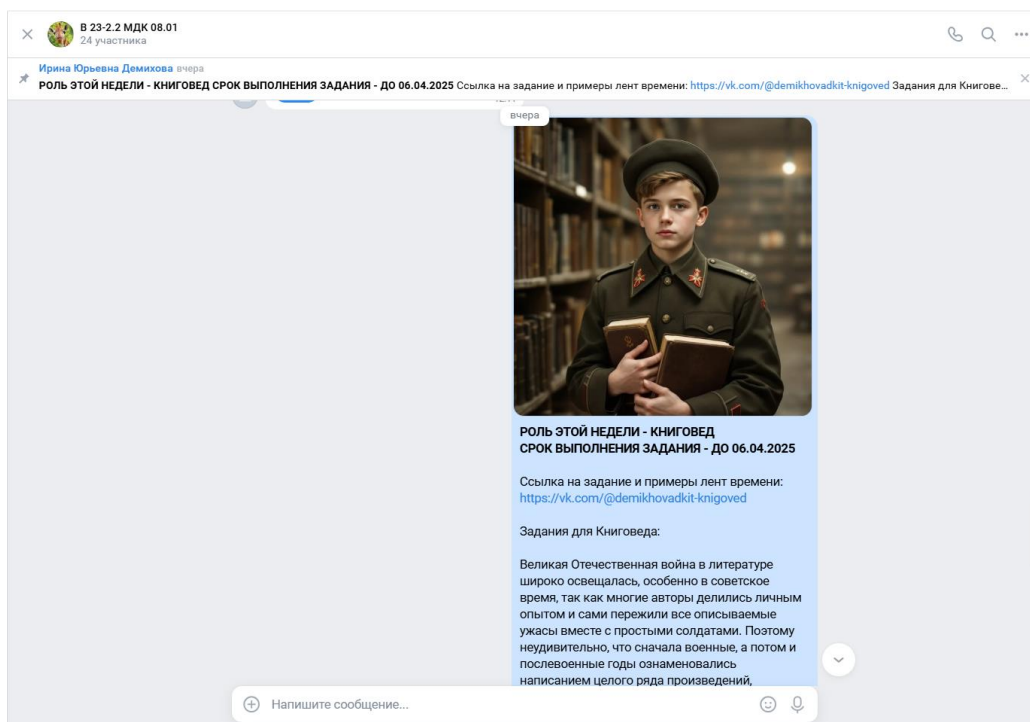 В 23-2.2 МДК 08.01
24 участника
Ирина Юрьевна Демихова вчера
РОЛЬ ЭТОЙ НЕДЕЛИ - КНИГОВЕД СРОК ВЫПОЛНЕНИЯ ЗАДАНИЯ - ДО 06.04.2025 Ссылка на задание и примеры лент времени: https://vk.com/@demikhovadkit-knigoved Задания для Книгове...
вчера
РОЛЬ ЭТОЙ НЕДЕЛИ - КНИГОВЕД
СРОК ВЫПОЛНЕНИЯ ЗАДАНИЯ - ДО 06.04.2025
Ссылка на задание и примеры лент времени:
https://vk.com/@demikhovadkit-knigoved
Задания для Книговеда:
Великая Отечественная война в литературе
широко освещалась, особенно в советское
время, так как многие авторы делились личным
опытом и сами пережили все описываемые
ужасы вместе с простыми солдатами. Поэтому
неудивительно, что сначала военные, а потом и
послевоенные годы ознаменовались
написанием целого ряда произведений,
Напишите сообщение...